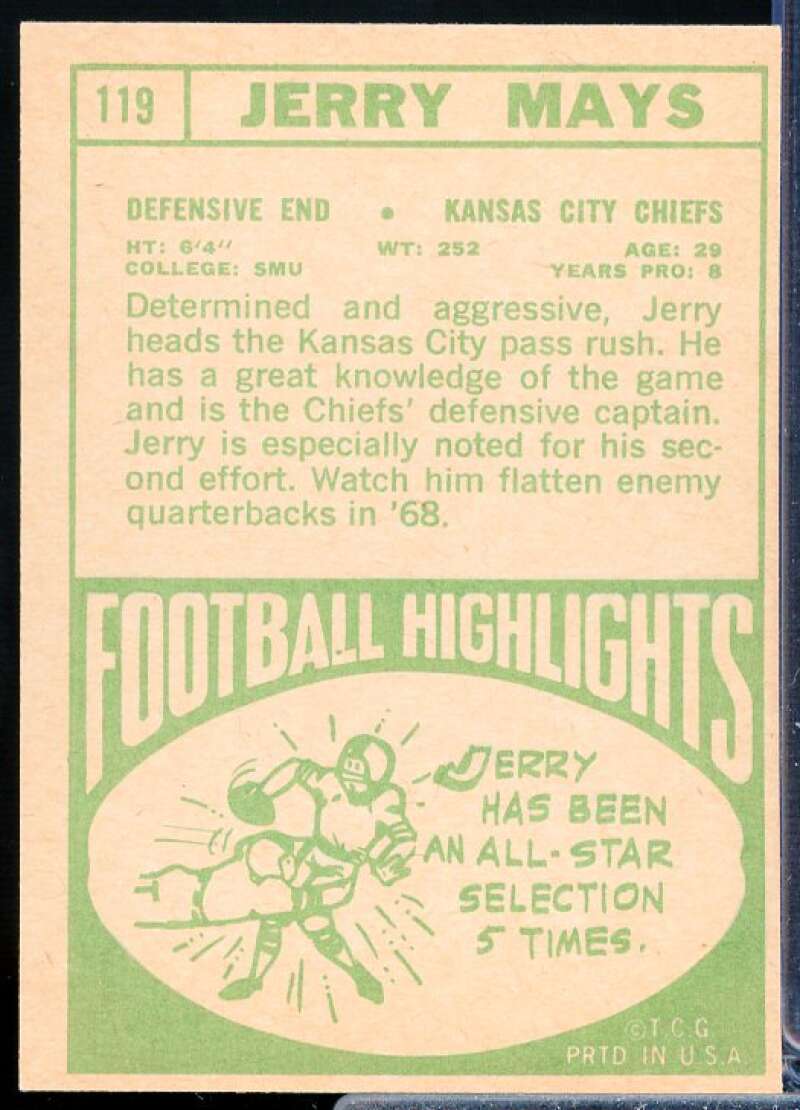 119 JERRY MAYS
DEFENSIVE END • KANSAS CITY CHIEFS
HT: 6'4" WT: 252 AGE: 29
COLLEGE: SMU YEARS PRO: 8
Determined and aggressive, Jerry
heads the Kansas City pass rush. He
has a great knowledge of the game
and is the Chiefs' defensive captain.
Jerry is especially noted for his sec-
ond effort. Watch him flatten enemy
quarterbacks in '68.
FOOTBALL HIGHLIGHTS
JERRY
HAS BEEN
AN ALL-STAR
SELECTION
5 TIMES.
©T.C.G.
PRTD IN U.S.A.